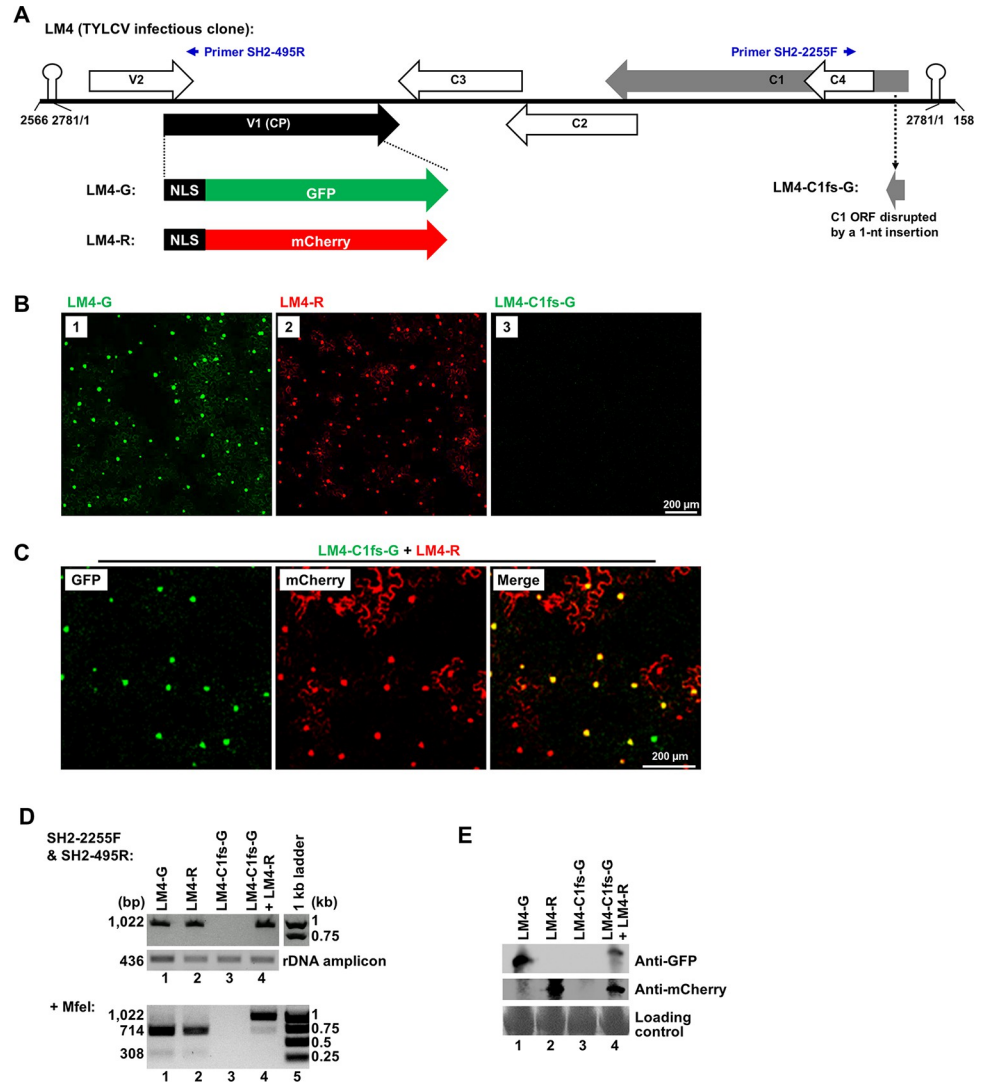 A
LM4 (TYLCV infectious clone):
Primer SH2-495R
Primer SH2-2255F
V2
C3
C1
C4
2566 2781/1
2781/1 158
V1 (CP)
C2
LM4-G:
NLS
GFP
LM4-C1fs-G:
LM4-R:
NLS
mCherry
C1 ORF disrupted
by a 1-nt insertion
B
LM4-G
LM4-R
LM4-C1fs-G
1
2
3
200 µm
C
LM4-C1fs-G + LM4-R
GFP
mCherry
Merge
200 µm
D
SH2-2255F
& SH2-495R:
LM4-G
LM4-R
LM4-C1fs-G
LM4-C1fs-G
+ LM4-R
1 kb ladder
(bp)
(kb)
1,022
1
0.75
436
rDNA amplicon
1 2 3 4
+ MfeI:
1,022
714
308
1
0.75
0.5
0.25
1 2 3 4 5
E
LM4-G
LM4-R
LM4-C1fs-G
LM4-C1fs-G
+ LM4-R
Anti-GFP
Anti-mCherry
Loading
control
1 2 3 4